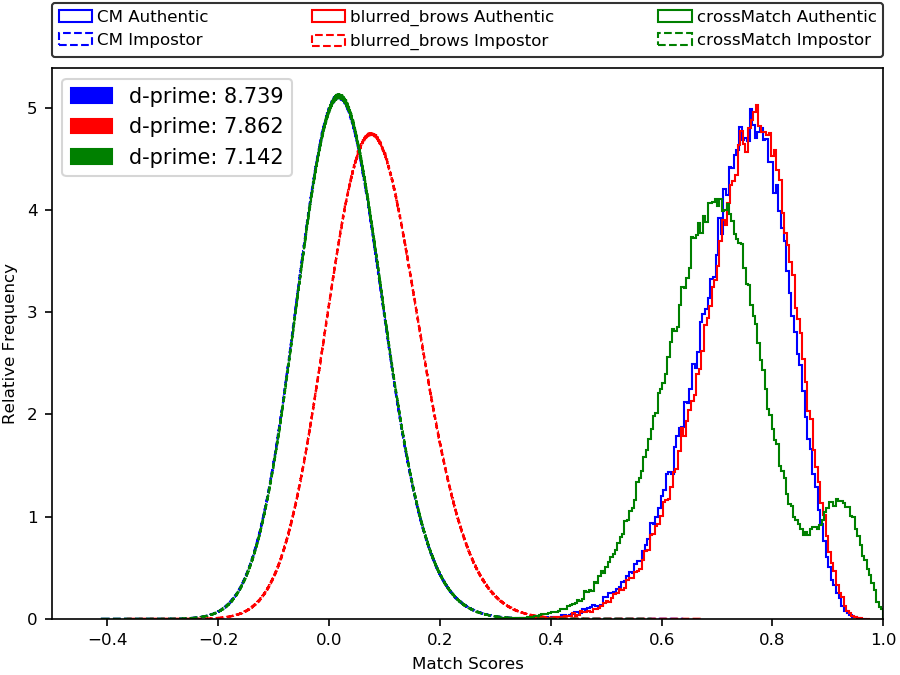 CM Authentic blurred_brows Authentic crossMatch Authentic
CM Impostor blurred_brows Impostor crossMatch Impostor
d-prime: 8.739
d-prime: 7.862
d-prime: 7.142
Relative Frequency
5
4
3
2
1
0
−0.4 −0.2 0.0 0.2 0.4 0.6 0.8 1.0
Match Scores